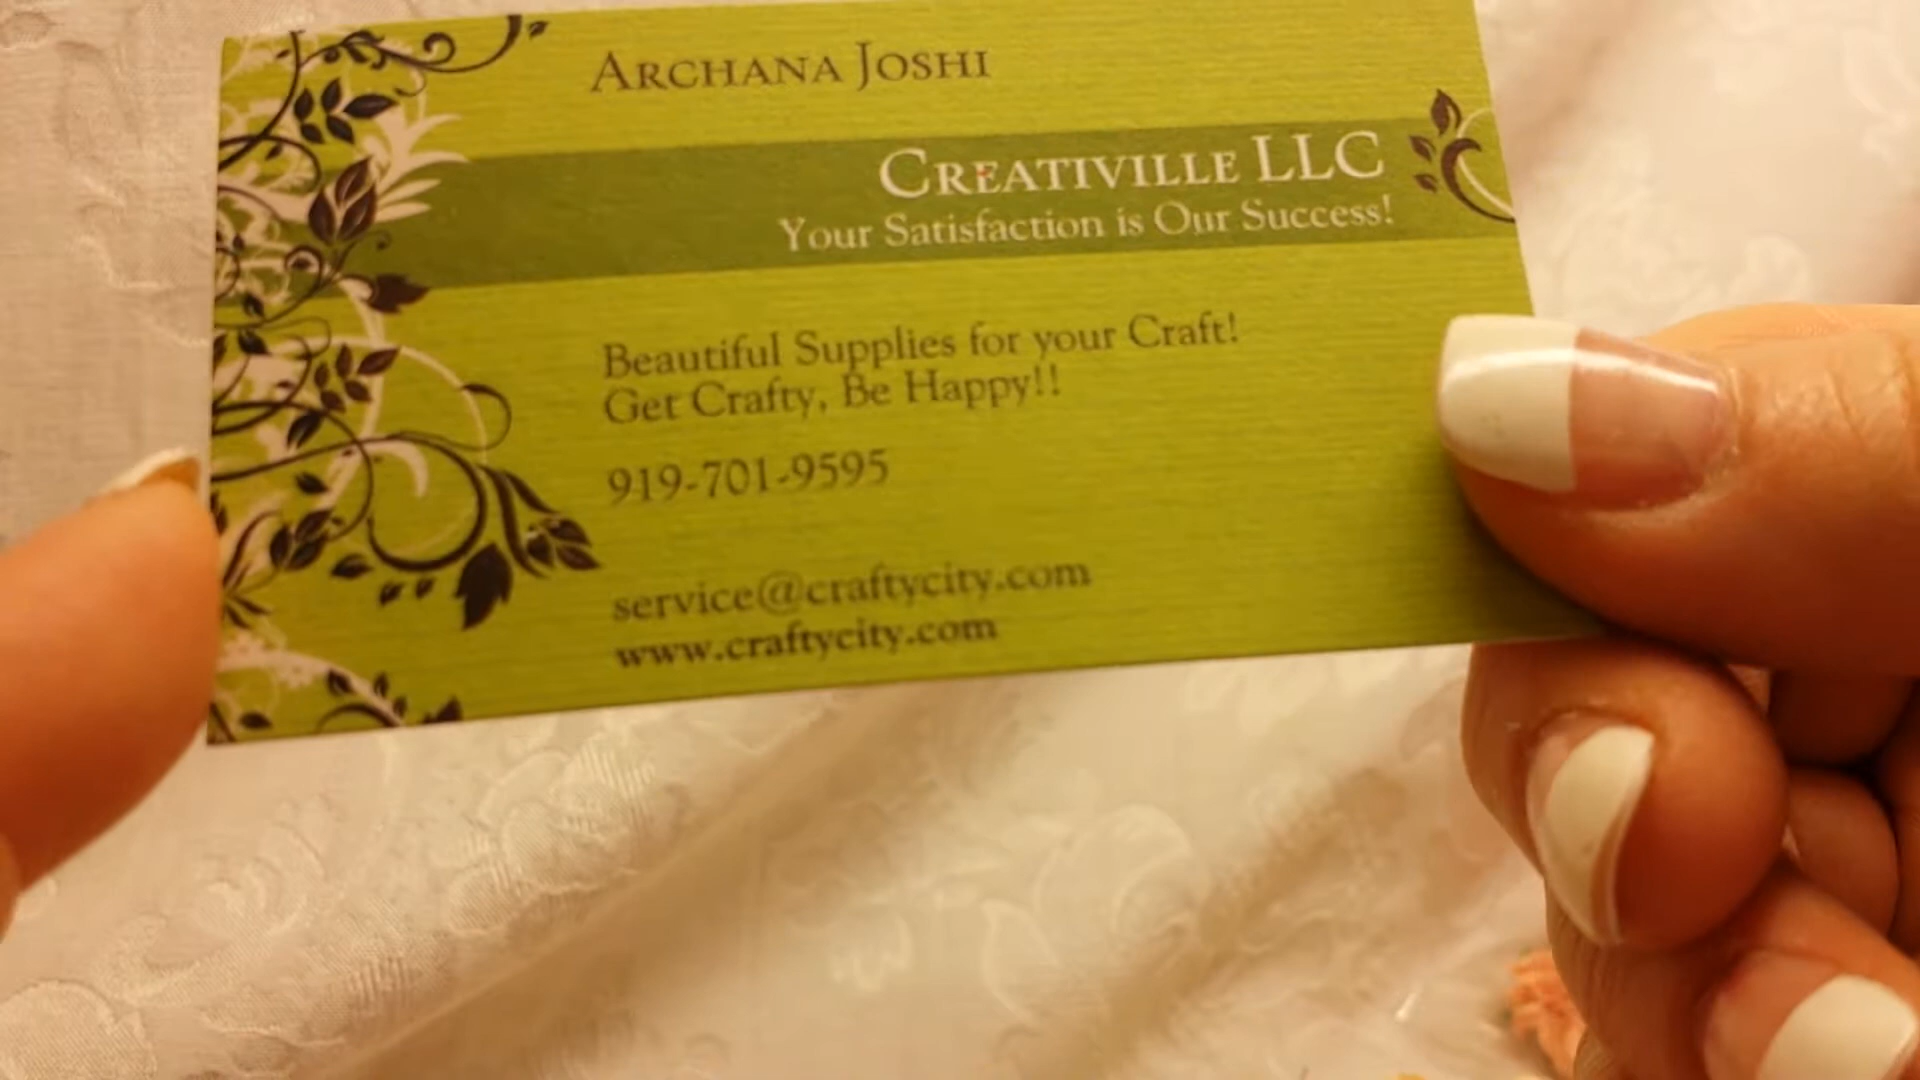 ARCHANA JOSHI
CREATIVILLE LLC
Your Satisfaction is Our Success!
Beautiful Supplies for your Craft!
Get Crafty, Be Happy!!
919-701-9595
service@craftycity.com
www.craftycity.com